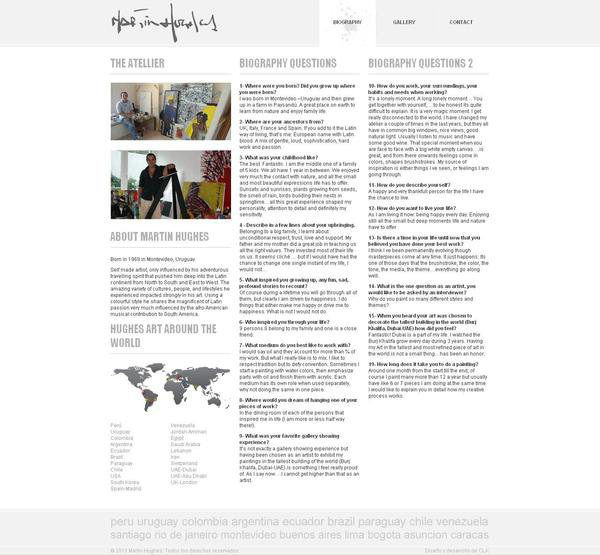 Martin Hughes
BIOGRAPHY
GALLERY
CONTACT
THE ATELLIER
ABOUT MARTIN HUGHES
Born in 1969 in Montevideo, Uruguay.
Self made artist, only influenced by his adventurous
travelling spirit that pushed him deep into the Latin
continent from North to South and East to West. The
amazing variety of cultures, people, and lifestyles he
experienced impacted strongly in his art. Using a
colourful style he shares the magnificent of Latin
passion very much influenced by the afro-American
musical contribution to South America.
HUGHES ART AROUND THE
WORLD
Perú
Uruguay
Colombia
Argentina
Ecuador
Brazil
Paraguay
Chile
USA
South Korea
Spain-Madrid
Venezuela
Jordan-Amman
Egypt
Saudi Arabia
Lebanon
Iran
Switzerland
UAE-Dubai
UAE-Abu Dhabi
UK-London
BIOGRAPHY QUESTIONS
1- Where were you born? Did you grow up where
you were born?
I was born in Montevideo –Uruguay and then grew
up in a farm in Paysandú. A great place on earth to
learn from nature and enjoy family.
2- Where are your ancestors from?
UK, Italy, France and Spain. If you add to it the Latin
way of living, that's me: European name with Latin
blood. A mix of gentle, loud, sophistication, hard
work and passion.
3- What was your childhood like?
The best. Fantastic. I am the middle one of a family
of 5 kids. We all have 1 year in between. We enjoyed
very much the contact with nature, and all the small
and most beautiful expressions life has to offer.
Sunsets and sunrises, plants growing from seeds,
the smell of rain, birds building their nests in
springtime... all this great experience shaped my
personality, attention to detail and definitely my
sensitivity.
4 - Describe in a few lines about your upbringing.
Belonging to a big family, I learnt about
unconditional respect, trust, love and support. My
father and my mother did a great job in teaching us
all the right values. They invested most of their life
on us. It seems cliché … but if I would have had the
chance to change one single instant of my life, I
would not…
5- What inspired you growing up, any fun, sad,
profound stories to recount?
Of course during a lifetime you will go through all of
them, but clearly I am driven by happiness. I do
things that either make me happy or drive me to
happiness. What is not I would not do.
6- Who inspired you through your life?
9 persons 8 belong to my family and one is a close
friend.
7- What medium do you best like to work with?
I would say oil and they account for more than ¾ of
my work. But what I really like is to mix. I like to
respect tradition but to defy convention. Sometimes I
start a painting with water colors, then emphasize
parts with oil and finish them with acrylic. Each
medium has its own role when used separately,
why not doing the same in one piece.
8- Where would you dream of hanging one of your
pieces of work?
In the dining room of each of the persons that
inspired me in life (I am more or less half way
there!).
9- What was your favorite gallery showing
experience?
It's not exactly a gallery showing experience but
having been chosen as an artist to exhibit my
paintings in the tallest building of the world (Burj
Khalifa, Dubai-UAE) is something I feel really proud
of. As I say now… I cannot get higher than that as an
artist.
BIOGRAPHY QUESTIONS 2
10- How do you work, your surroundings, your
habits and needs when working?
It's a lonely moment. A long lonely moment… You
get together with yourself,… to be honest its quite
difficult to explain. It is a very magic moment. I get
really disconnected to the world. I have changed my
atelier a couple of times in the last years, but they all
have in common big windows, nice views, good
natural light. Usually I listen to music and have
some good wine. That special moment when you
are face to face with a big white empty canvas …is
great, and from there onwards feelings come in
colors, shapes brushstrokes. My source of
inspiration is either things I've seen, or feelings I am
going through.
11- How do you describe yourself?
A happy and very thankful person for the life I have
the chance to live.
12- How do you want to live your life?
As I am living it now: being happy every day. Enjoying
still all the small but deep moments life and nature
have to offer.
13- Is there a time in your life until now that you
believed you have done your best work?
I think I've been permanently evolving though
masterpieces come at any time. It just happens; its
one of those days that the brushstroke, the color, the
tone, the media, the theme… everything go along
well.
14- What is the one question as an artist, you
would like to be asked by an interviewer?
Why do you paint so many different styles and
themes?
15- When you heard your art was chosen to
decorate the tallest building in the world (Burj
Khalifa, Dubai-UAE) how did you feel?
Fantastic! Dubai is a part of my life. I watched the
Burj Khalifa grow every day during 3 years. Having
my Art in the tallest and most refined piece of art in
the world is not a small thing…has been an honor.
16- How long does it take you to do a painting?
Around one month from the start till the end, of
course I paint many more than 12 a year but usually
have like 6 or 7 pieces I am doing at the same time.
I would like to explain you in detail how my creative
process works.
peru uruguay colombia argentina ecuador brazil paraguay chile venezuela
santiago rio de janeiro montevideo buenos aires lima bogota asuncion caracas
© 2010 Martin Hughes. Todos los derechos reservados
Diseño y desarrollo de CLK.